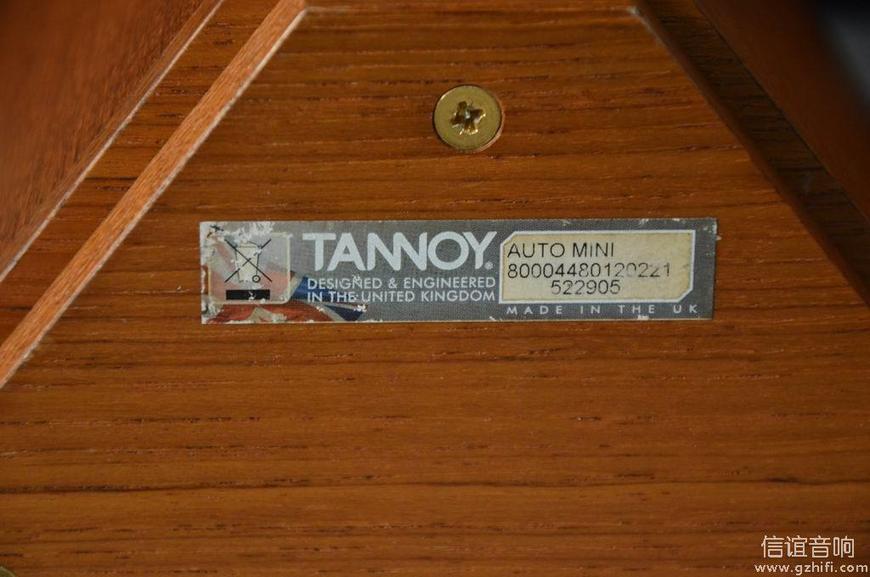 TANNOY®
DESIGNED & ENGINEERED
IN THE UNITED KINGDOM
AUTO MINI
80004480120221
522905
MADE IN THE UK
信谊音响
www.gzhifi.com